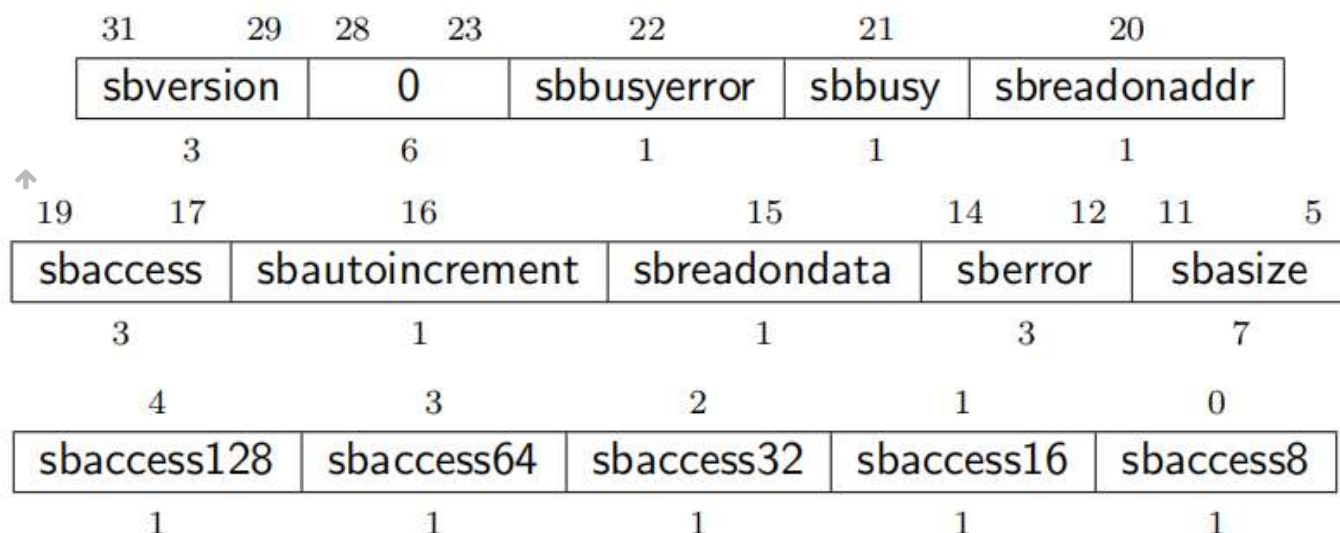 31 29 28 23 22 21 20
sbversion 0 sbbusyerror sbbusy sbreadonaddr
3 6 1 1 1
19 17 16 15 14 12 11 5
sbaccess sbautoincrement sbreadondata sberror sbasize
3 1 1 3 7
4 3 2 1 0
sbaccess128 sbaccess64 sbaccess32 sbaccess16 sbaccess8
1 1 1 1 1